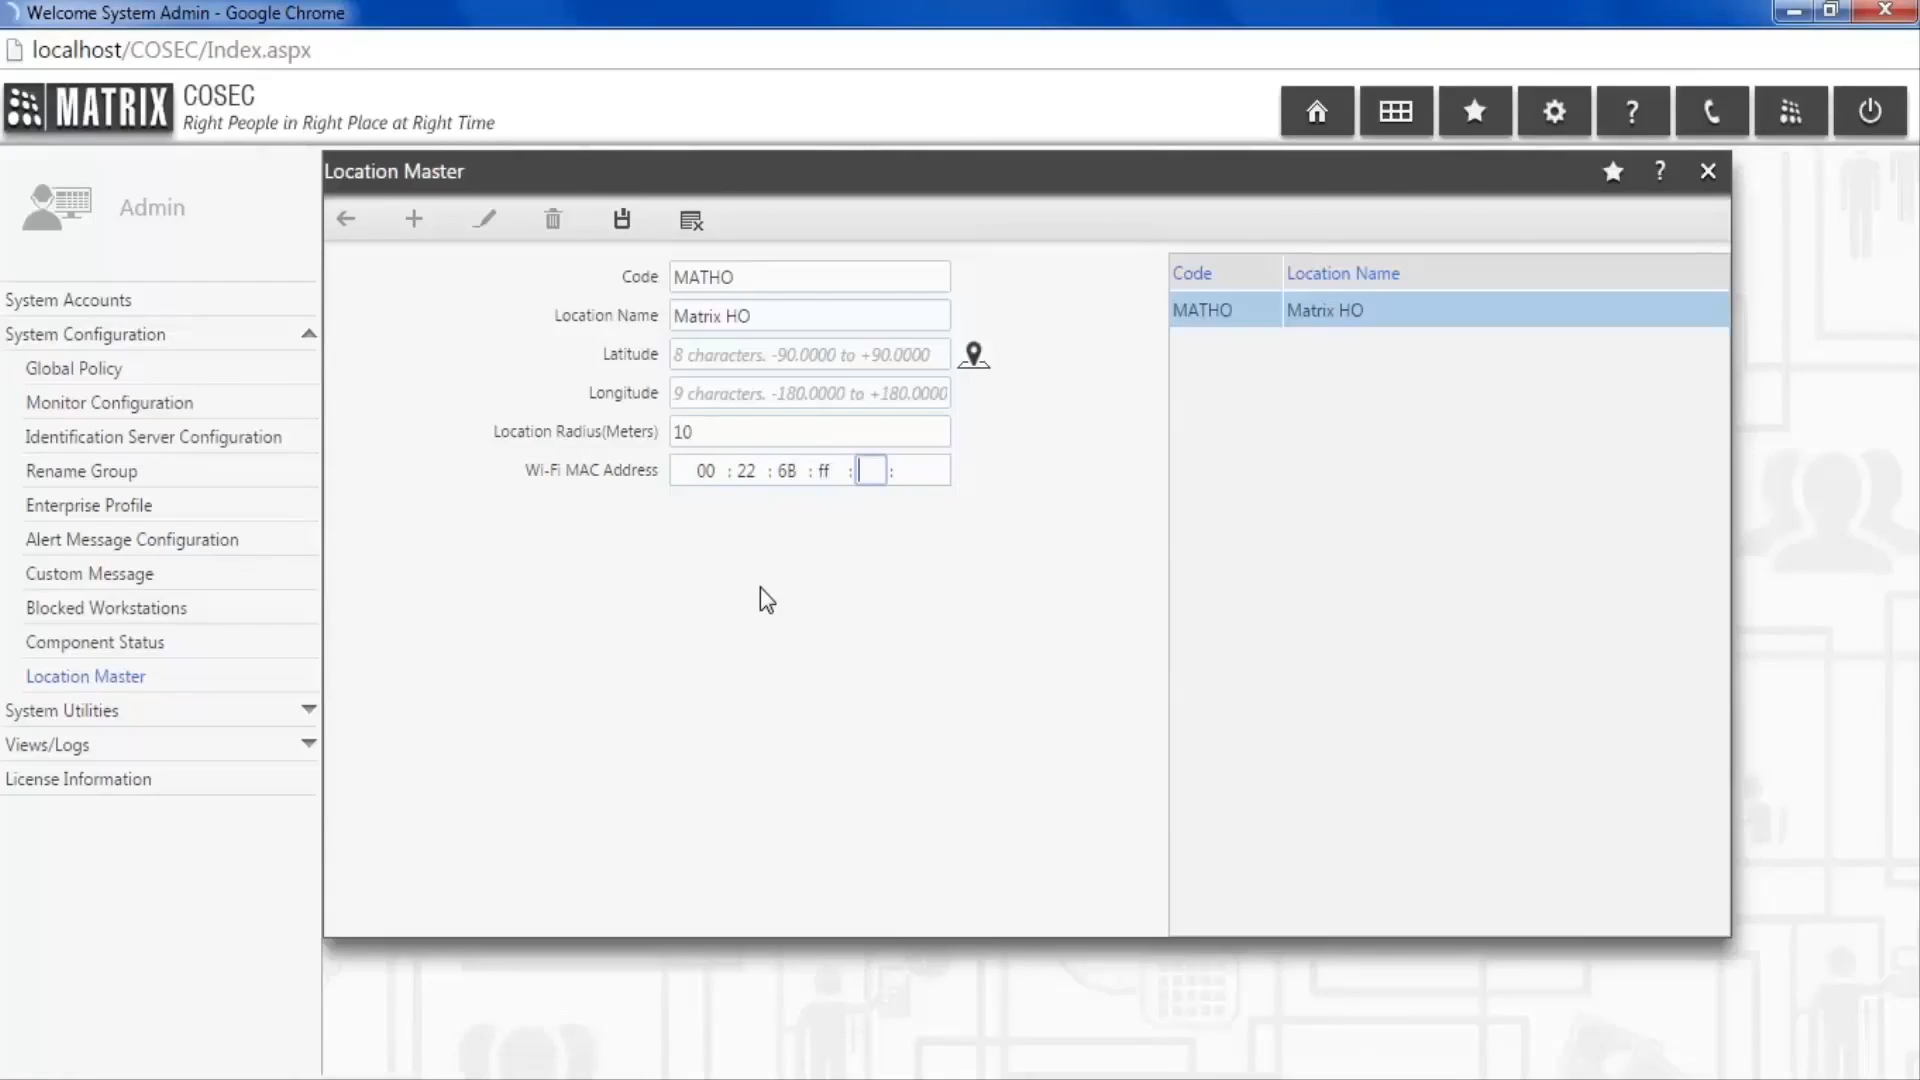 Welcome System Admin - Google Chrome
localhost/COSEC/Index.aspx
MATRIX
COSEC
Right People in Right Place at Right Time
?
Admin
Location Master
?
System Accounts
System Configuration
Global Policy
Monitor Configuration
Identification Server Configuration
Rename Group
Enterprise Profile
Alert Message Configuration
Custom Message
Blocked Workstations
Component Status
Location Master
System Utilities
Views/Logs
License Information
Code MATHO
Location Name Matrix HO
Latitude 8 characters. -90.0000 to +90.0000
Longitude 9 characters. -180.0000 to +180.0000
Location Radius(Meters) 10
Wi-Fi MAC Address 00 : 22 : 6B : ff : :
Code Location Name
MATHO Matrix HO